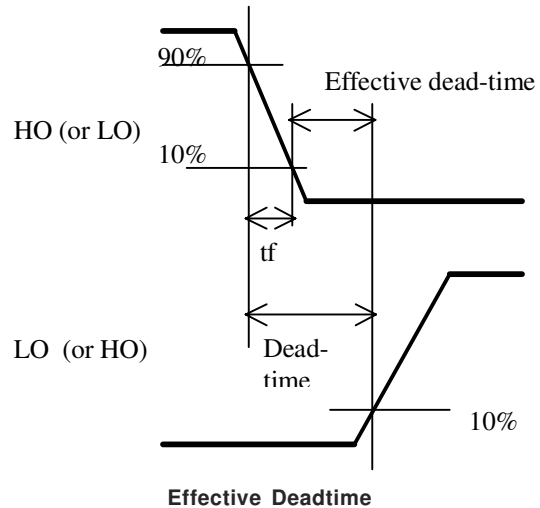 90%
Effective dead-time
HO (or LO)
10%
tf
LO (or HO)
Dead-
time
10%
Effective Deadtime